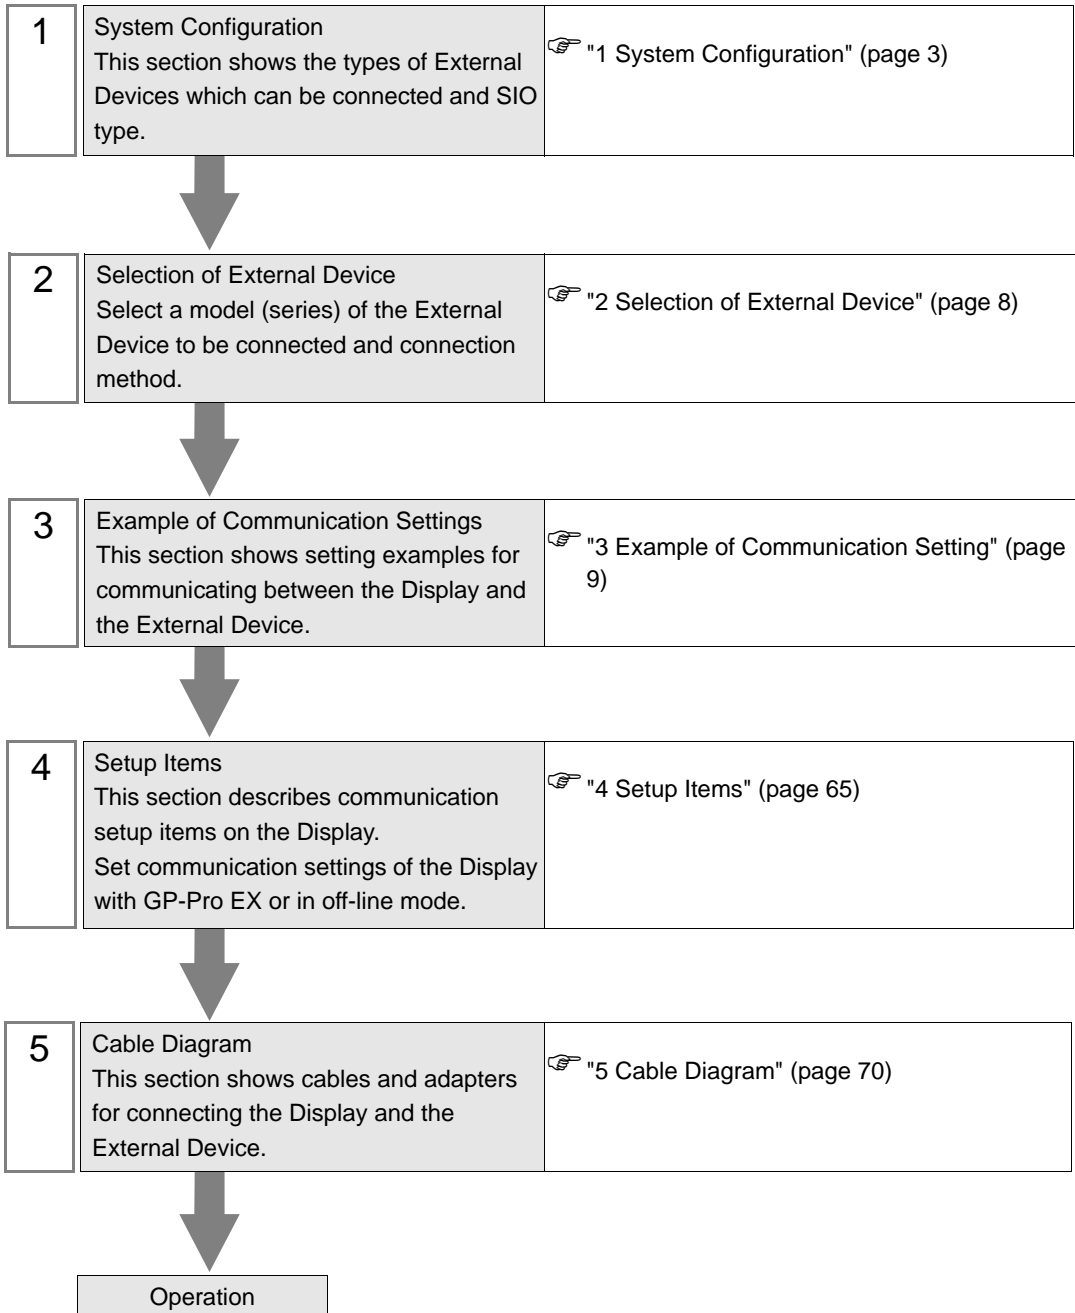 1
System Configuration
This section shows the types of External
Devices which can be connected and SIO
type.
"1 System Configuration" (page 3)
2
Selection of External Device
Select a model (series) of the External
Device to be connected and connection
method.
"2 Selection of External Device" (page 8)
3
Example of Communication Settings
This section shows setting examples for
communicating between the Display and
the External Device.
"3 Example of Communication Setting" (page
9)
4
Setup Items
This section describes communication
setup items on the Display.
Set communication settings of the Display
with GP-Pro EX or in off-line mode.
"4 Setup Items" (page 65)
5
Cable Diagram
This section shows cables and adapters
for connecting the Display and the
External Device.
"5 Cable Diagram" (page 70)
Operation